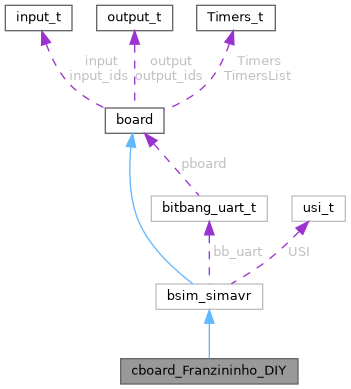 input_t
output_t
Timers_t
input
input_ids
output
output_ids
Timers
TimersList
board
pboard
bitbang_uart_t
usi_t
bb_uart
USI
bsim_simavr
cboard_Franzininho_DIY